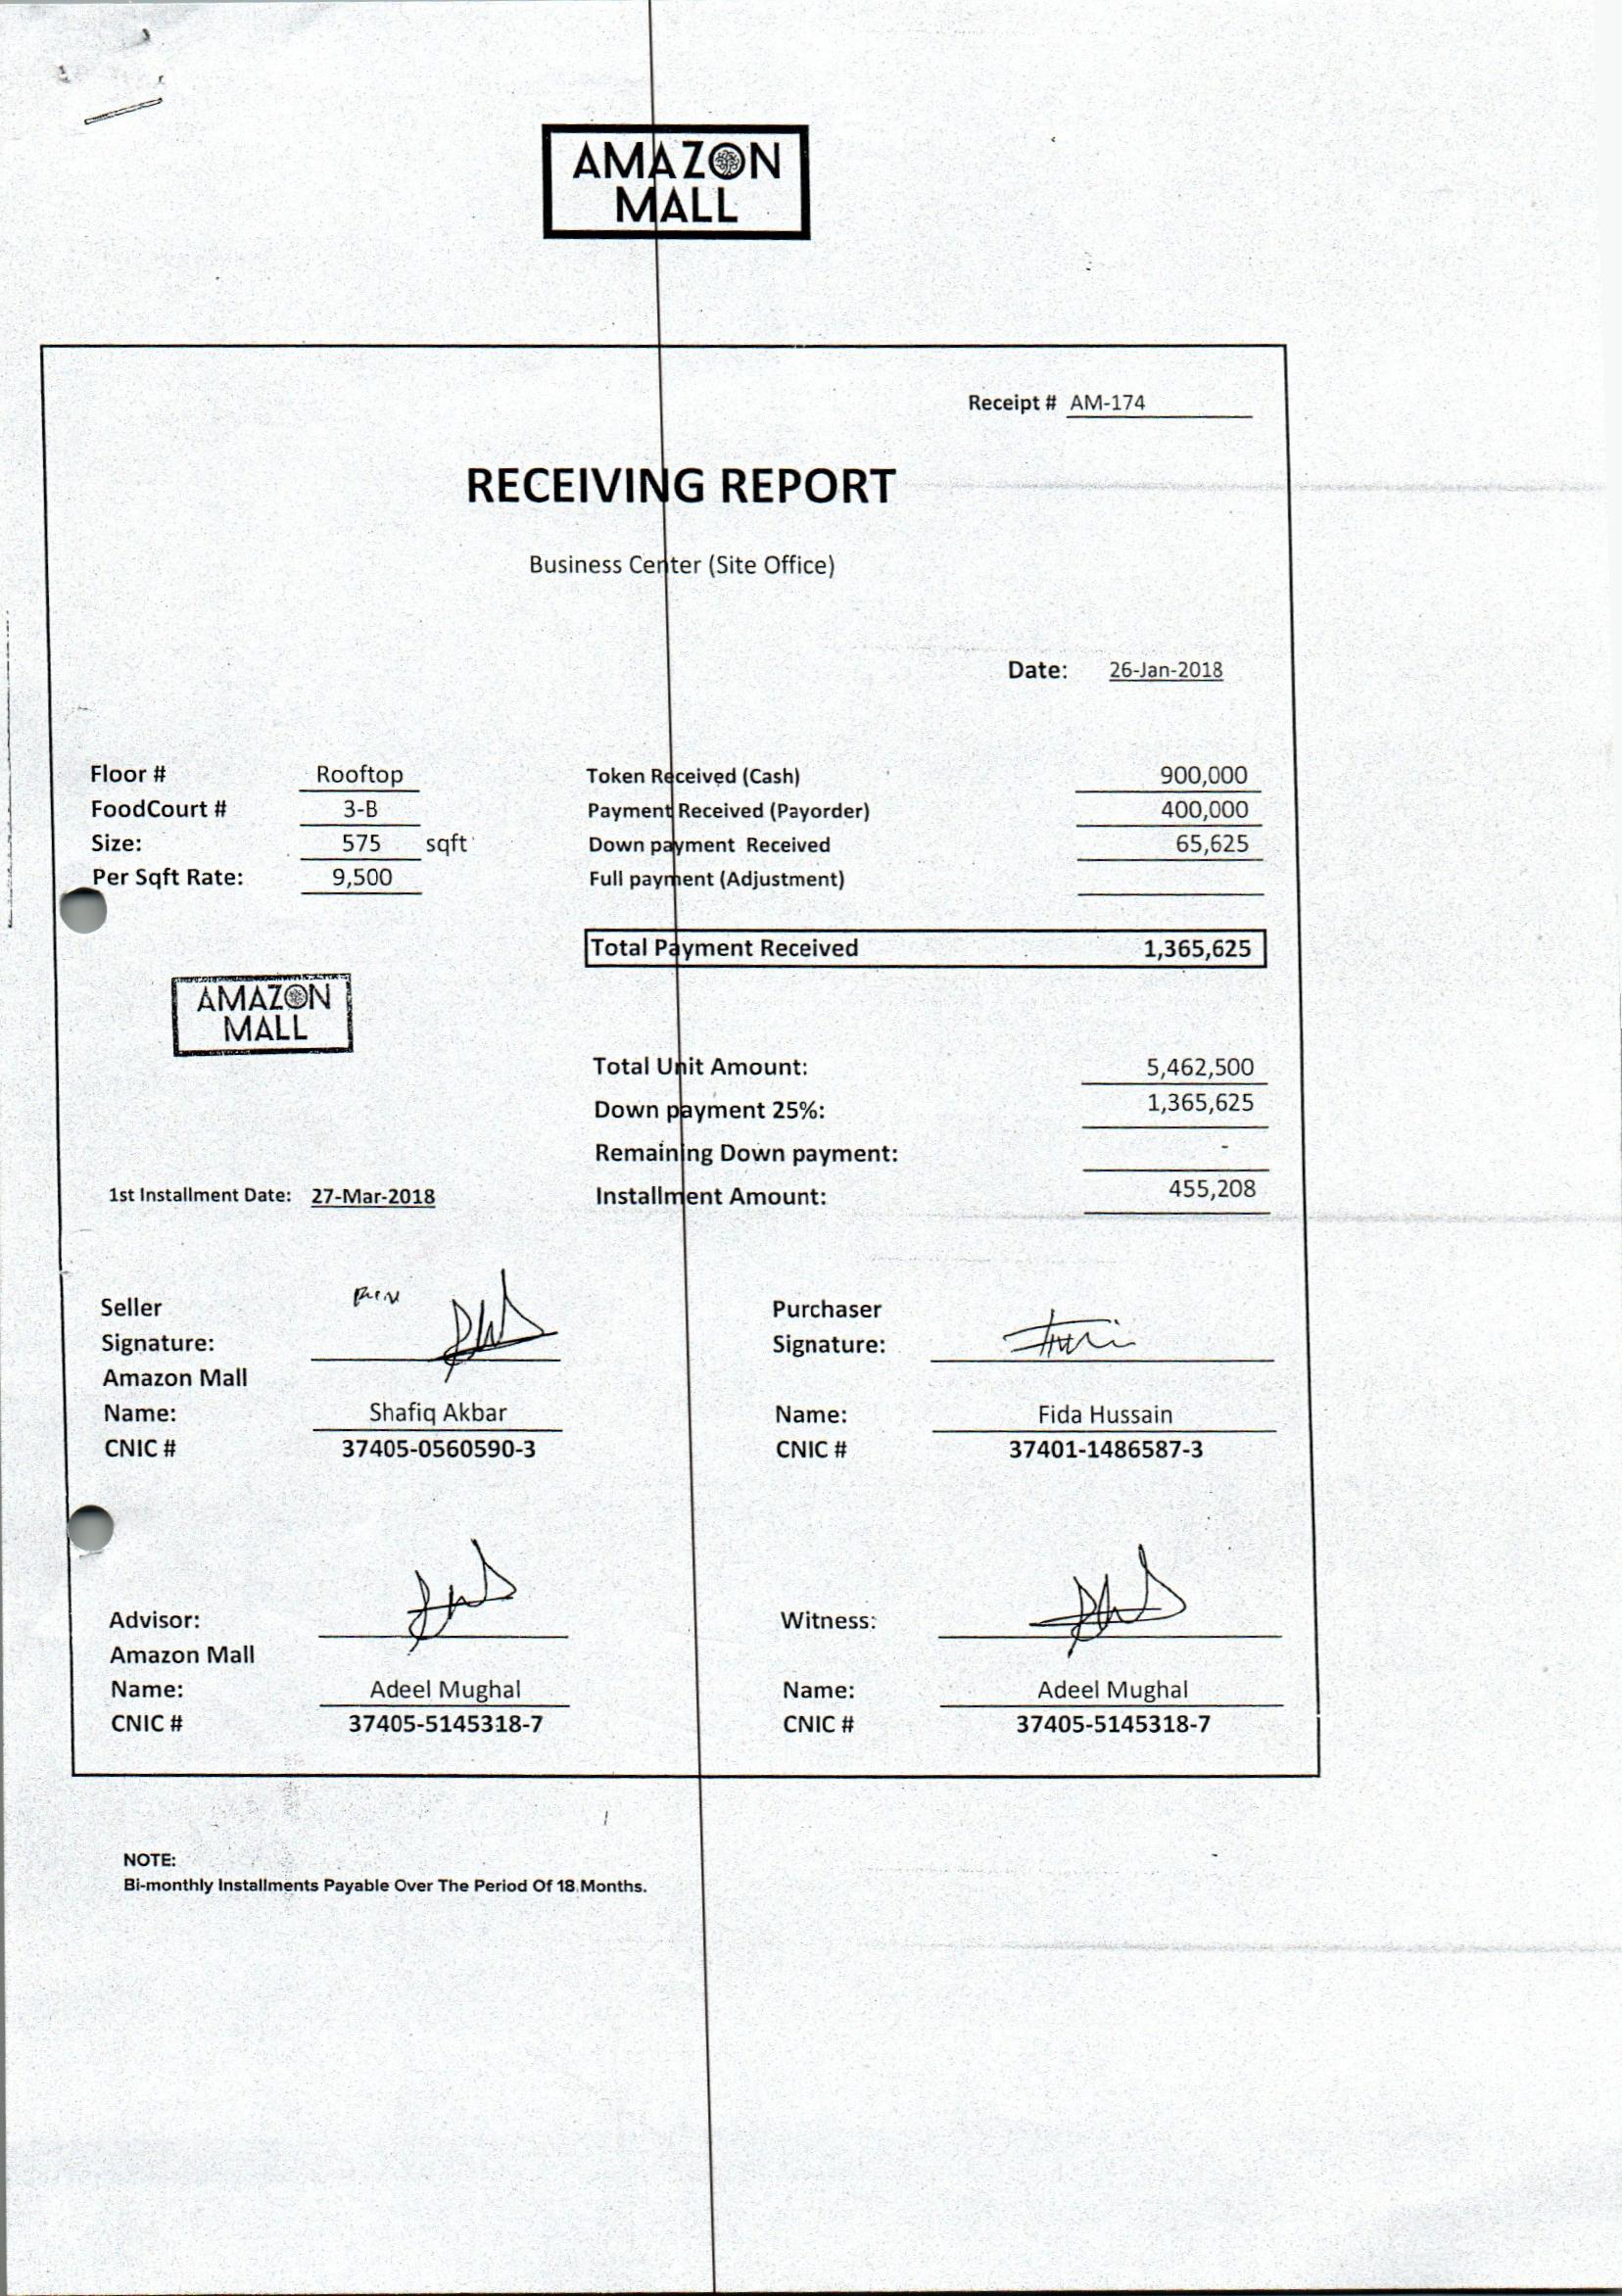 AMAZON
MALL
Receipt # AM-174
RECEIVING REPORT
Business Center (Site Office)
Date: 26-Jan-2018
Floor # Rooftop Token Received (Cash) 900,000
FoodCourt # 3-B Payment Received (Payorder) 400,000
Size: 575 sqft Down payment Received 65,625
Per Sqft Rate: 9,500 Full payment (Adjustment)
Total Payment Received 1,365,625
AMAZON
MALL
Total Unit Amount: 5,462,500
Down payment 25%: 1,365,625
Remaining Down payment: -
1st Installment Date: 27-Mar-2018 Installment Amount: 455,208
Seller Purchaser
Signature: Signature:
Amazon Mall
Name: Shafiq Akbar Name: Fida Hussain
CNIC # 37405-0560590-3 CNIC # 37401-1486587-3
Advisor: Witness:
Amazon Mall
Name: Adeel Mughal Name: Adeel Mughal
CNIC # 37405-5145318-7 CNIC # 37405-5145318-7
NOTE:
Bi-monthly Installments Payable Over The Period Of 18 Months.